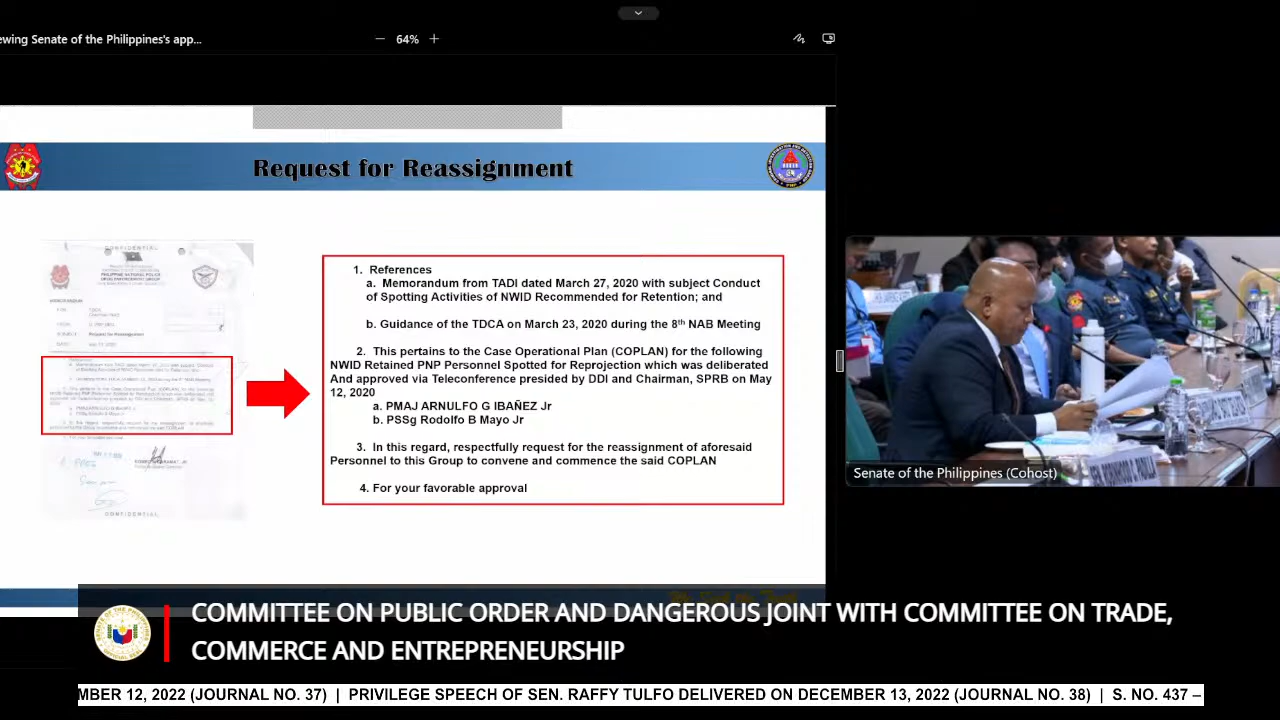 ewing Senate of the Philippines's app...
64%
Request for Reassignment
CONFIDENTIAL
PHILIPPINE NATIONAL POLICE
Request for Reassignment
CONFIDENTIAL
1. References
a. Memorandum from TADI dated March 27, 2020 with subject Conduct
of Spotting Activities of NWID Recommended for Retention; and
b. Guidance of the TDCA on March 23, 2020 during the 8th NAB Meeting
2. This pertains to the Case Operational Plan (COPLAN) for the following
NWID Retained PNP Personnel Spotted for Reprojection which was deliberated
And approved via Teleconference presided by DDI and Chairman, SPRB on May
12, 2020
a. PMAJ ARNULFO G IBAÑEZ Jr
b. PSSg Rodolfo B Mayo Jr
3. In this regard, respectfully request for the reassignment of aforesaid
Personnel to this Group to convene and commence the said COPLAN
4. For your favorable approval
Senate of the Philippines (Cohost)
COMMITTEE ON PUBLIC ORDER AND DANGEROUS JOINT WITH COMMITTEE ON TRADE,
COMMERCE AND ENTREPRENEURSHIP
MBER 12, 2022 (JOURNAL NO. 37) | PRIVILEGE SPEECH OF SEN. RAFFY TULFO DELIVERED ON DECEMBER 13, 2022 (JOURNAL NO. 38) | S. NO. 437 –